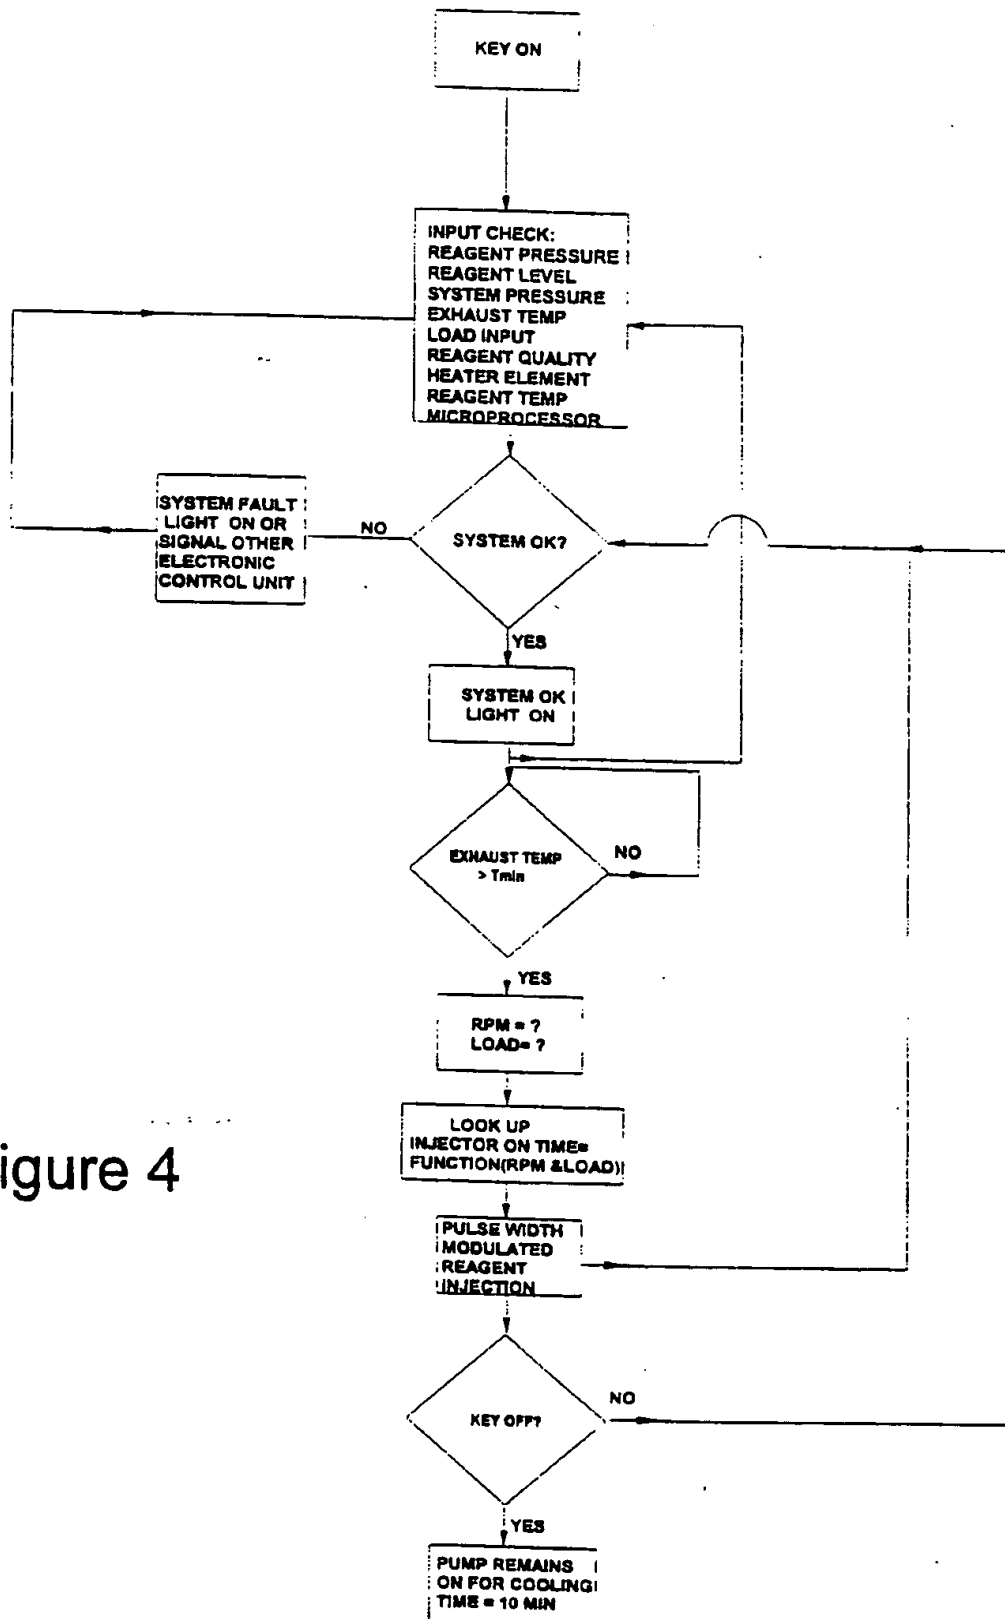 KEY ON
INPUT CHECK:
REAGENT PRESSURE
REAGENT LEVEL
SYSTEM PRESSURE
EXHAUST TEMP
LOAD INPUT
REAGENT QUALITY
HEATER ELEMENT
REAGENT TEMP
MICROPROCESSOR
SYSTEM FAULT
LIGHT ON OR
SIGNAL OTHER
ELECTRONIC
CONTROL UNIT
NO
SYSTEM OK?
YES
SYSTEM OK
LIGHT ON
EXHAUST TEMP
> Tmin
NO
YES
RPM = ?
LOAD= ?
LOOK UP
INJECTOR ON TIME=
FUNCTION(RPM &LOAD)
igure 4
PULSE WIDTH
MODULATED
REAGENT
INJECTION
KEY OFF?
NO
YES
PUMP REMAINS
ON FOR COOLING
TIME = 10 MIN